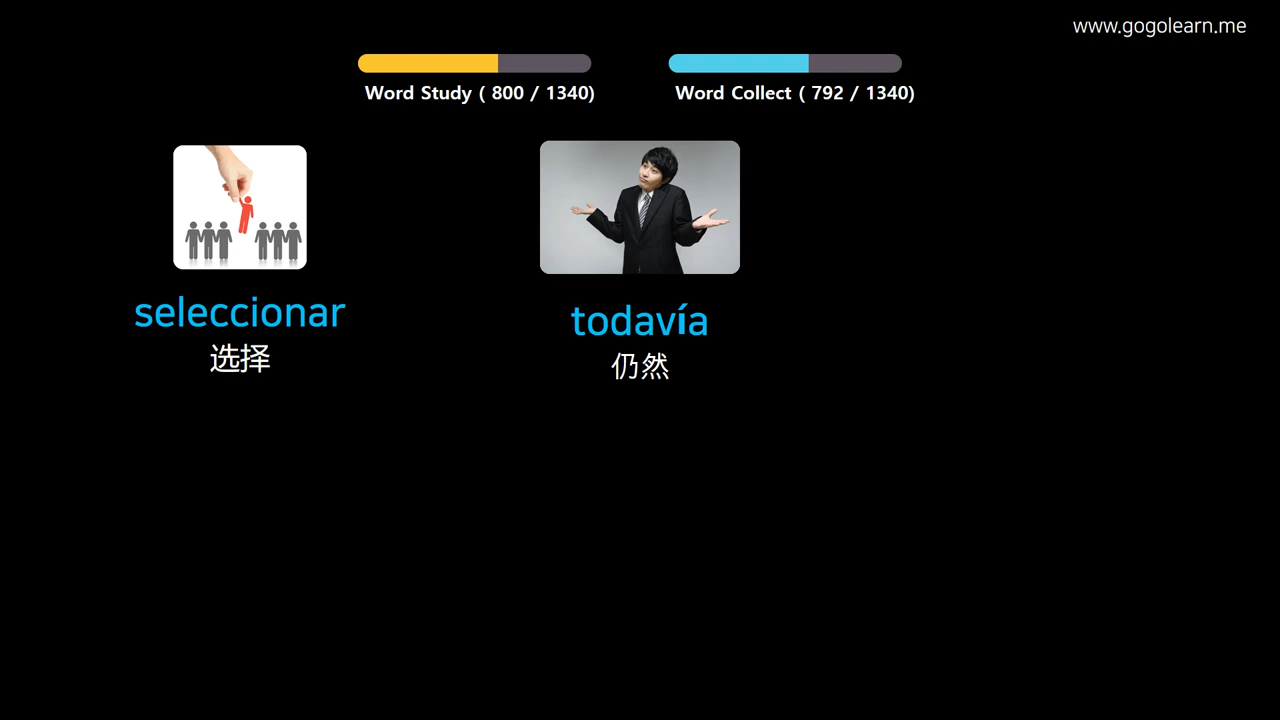 www.gogolearn.me
Word Study ( 800 / 1340)
Word Collect ( 792 / 1340)
seleccionar
选择
todavía
仍然